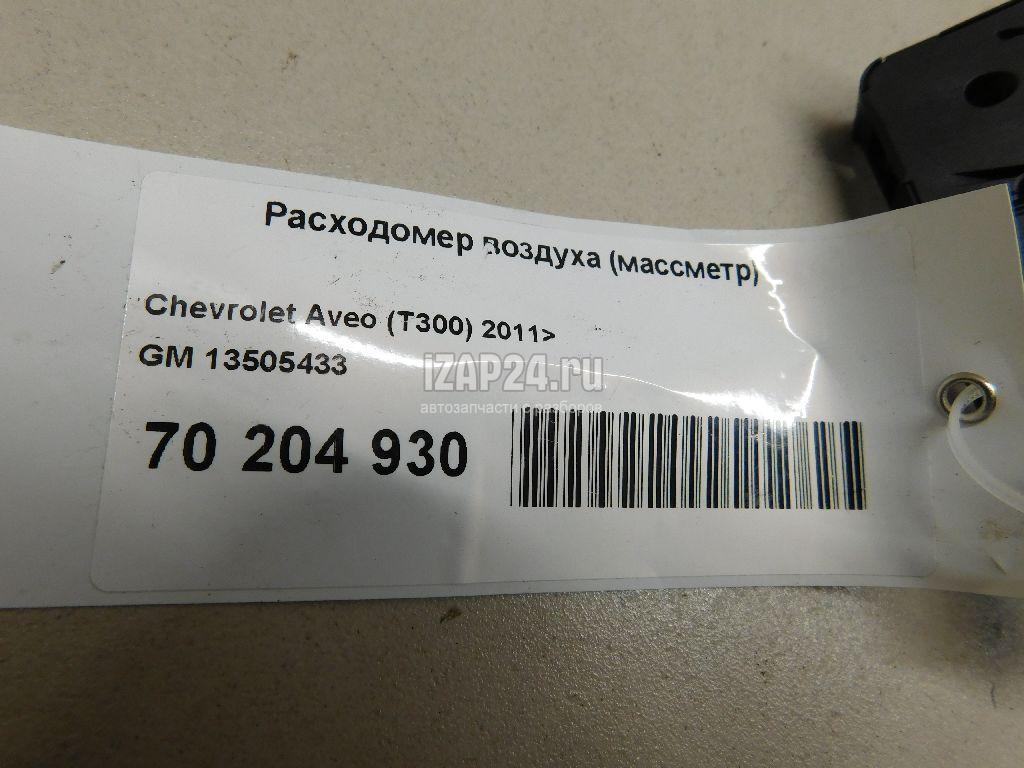 Расходомер воздуха (массметр)
Chevrolet Aveo (T300) 2011>
GM 13505433
iZAP24.ru
автозапчасти с разборов
70 204 930